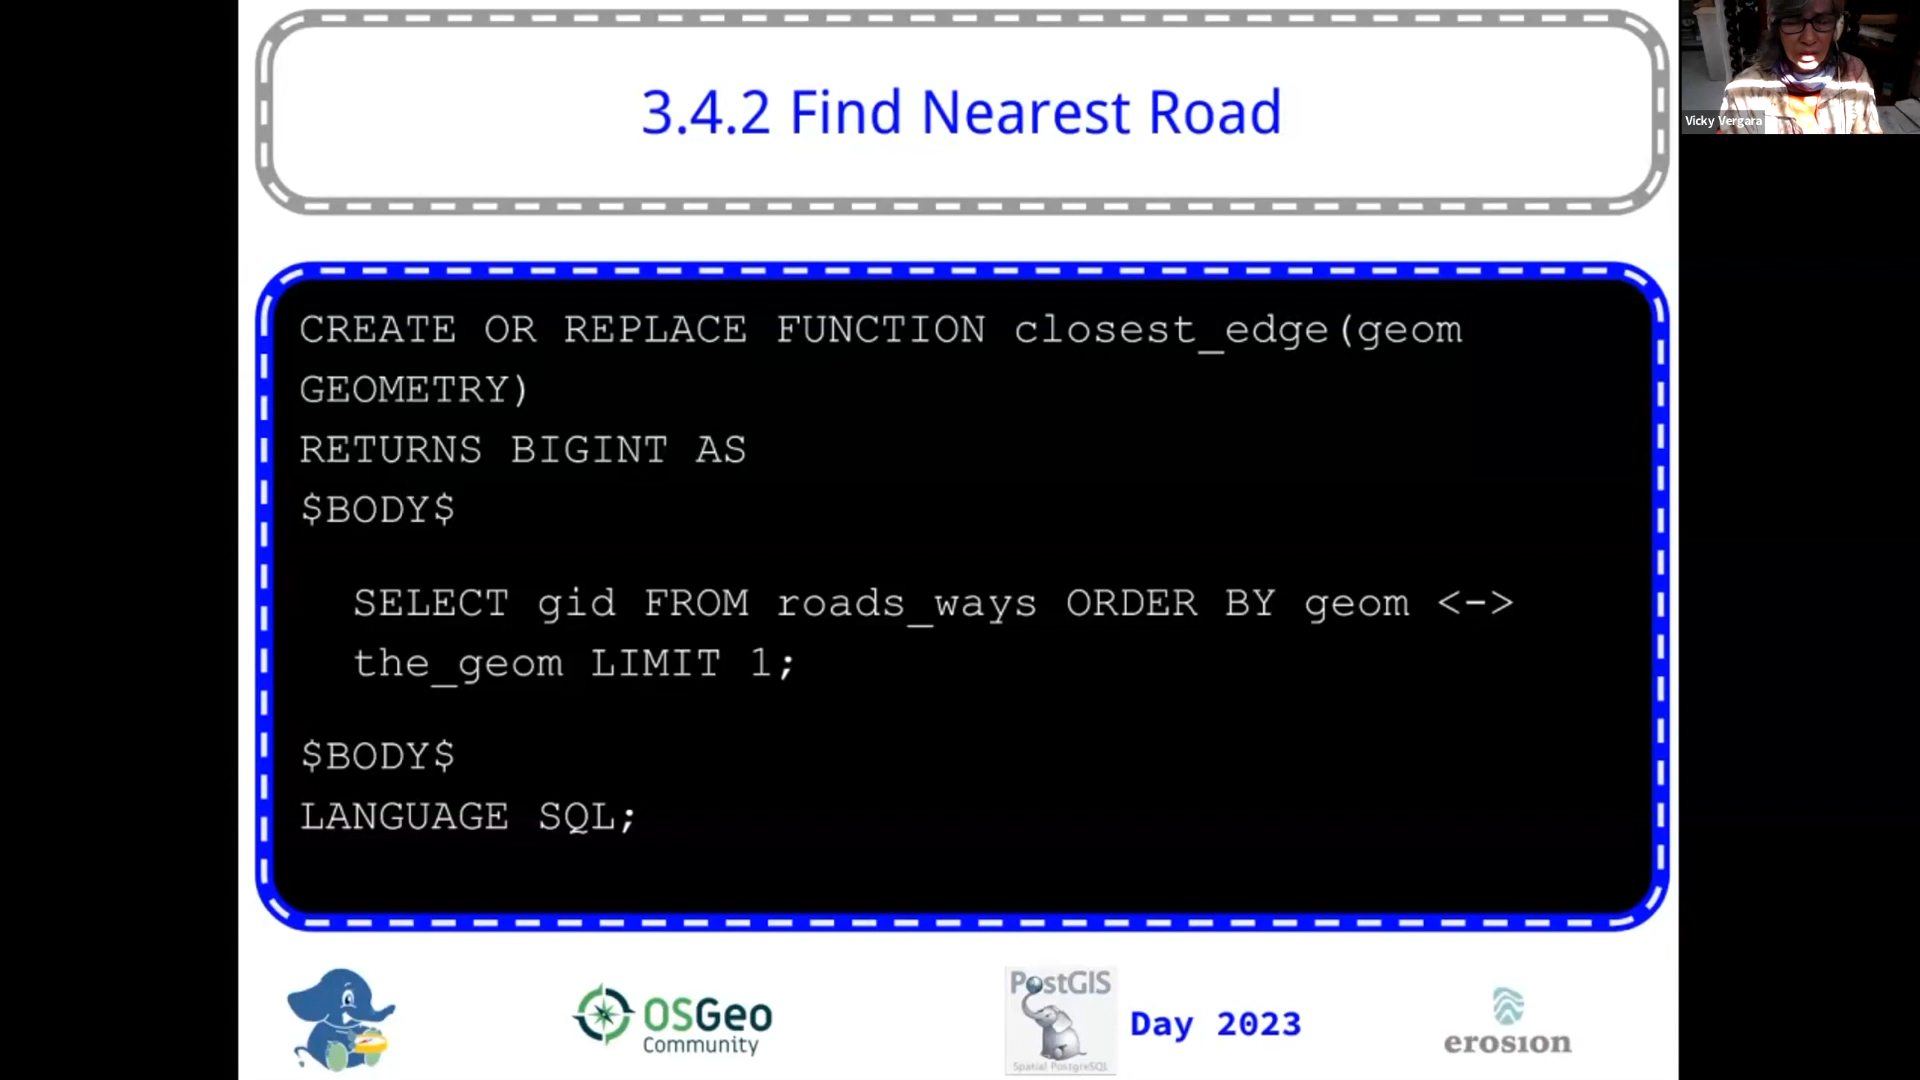 3.4.2 Find Nearest Road
Vicky Vergara
CREATE OR REPLACE FUNCTION closest_edge(geom
GEOMETRY)
RETURNS BIGINT AS
$BODY$
SELECT gid FROM roads_ways ORDER BY geom <->
the_geom LIMIT 1;
$BODY$
LANGUAGE SQL;
OSGeo
Community
PostGIS
Spatial PostgreSQL
Day 2023
erosion